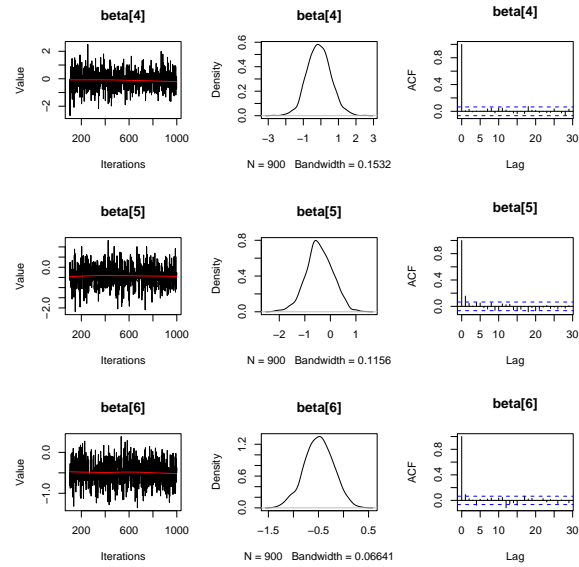 beta[4]
Value
2
0
−2
200
600
1000
Iterations
beta[4]
Density
0.6
0.4
0.2
0.0
−3
−1
0
1
2
3
N = 900 Bandwidth = 0.1532
beta[4]
ACF
0.8
0.4
0.0
0
10
20
30
Lag
beta[5]
Value
0.0
−2.0
200
600
1000
Iterations
beta[5]
Density
0.8
0.4
0.0
−2
−1
0
1
N = 900 Bandwidth = 0.1156
beta[5]
ACF
0.8
0.4
0.0
0
10
20
30
Lag
beta[6]
Value
0.0
−1.0
200
600
1000
Iterations
beta[6]
Density
1.2
0.6
0.0
−1.5
−0.5
0.5
N = 900 Bandwidth = 0.06641
beta[6]
ACF
0.8
0.4
0.0
0
10
20
30
Lag